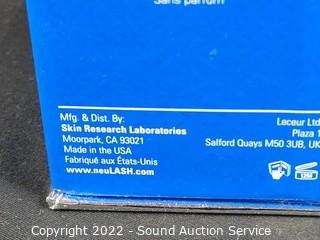 Sans parfum
Mfg. & Dist. By:
Skin Research Laboratories
Moorpark, CA 93021
Made in the USA
Fabriqué aux États-Unis
www.neuLASH.com
Leceur Ltd
Plaza 1
Salford Quays M50 3UB, UK
12M
Copyright 2022 - Sound Auction Service